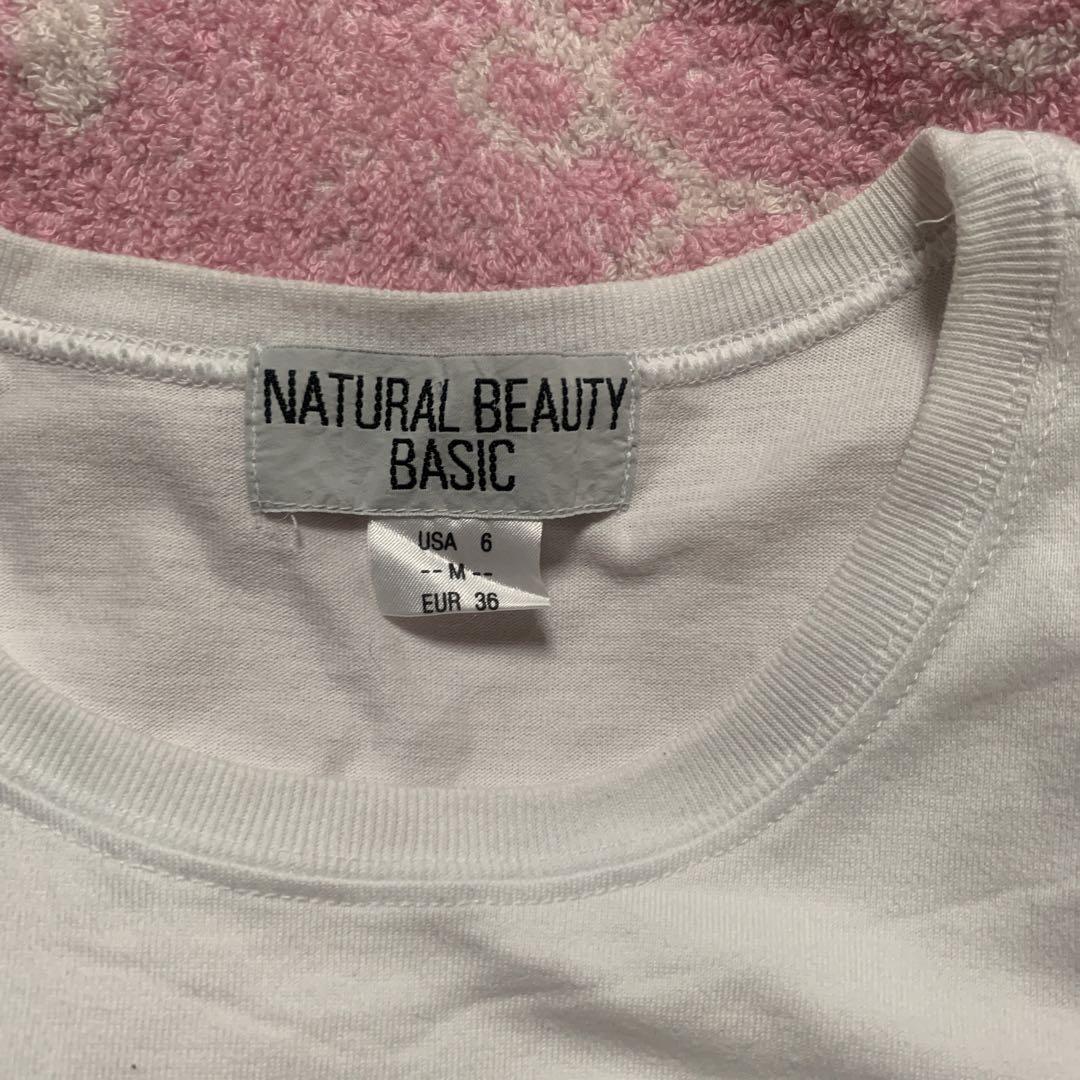 NATURAL BEAUTY
BASIC
USA 6
-- M --
EUR 36